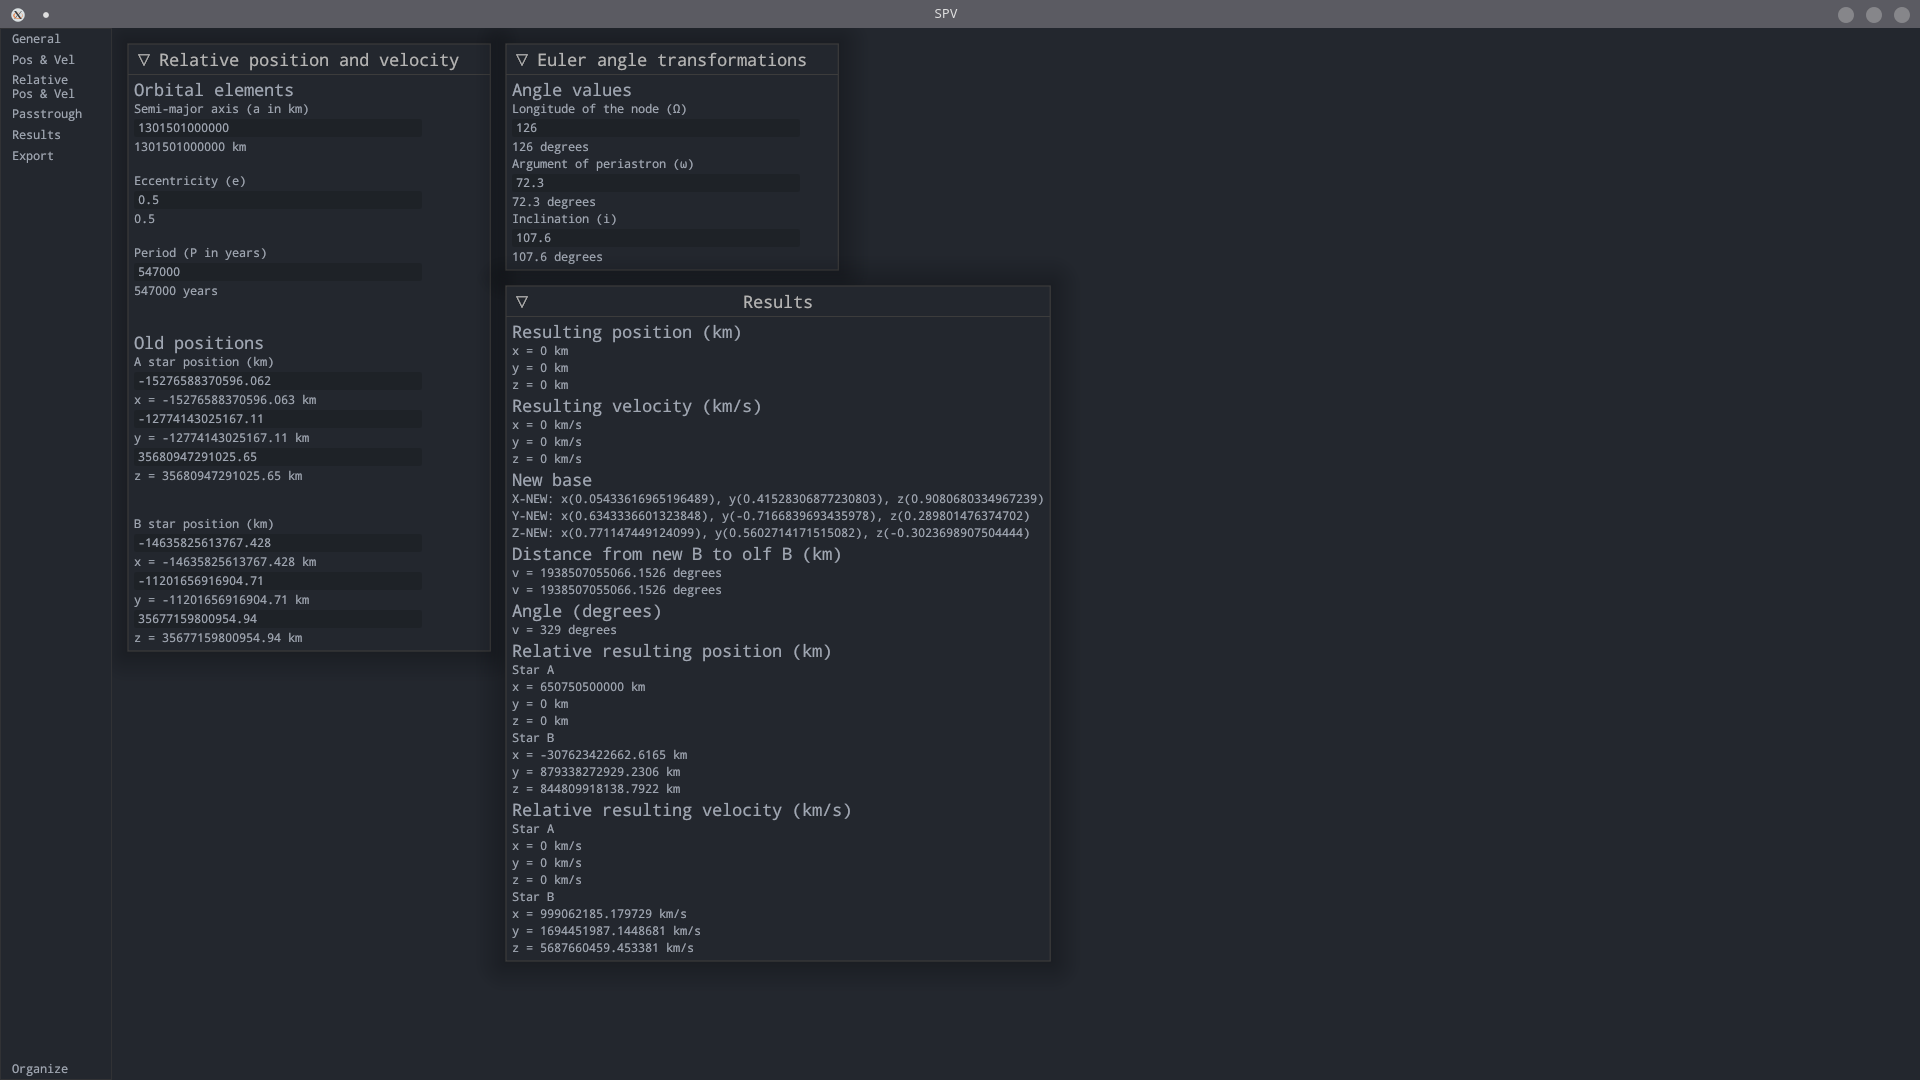 SPV
General
Pos & Vel
Relative
Pos & Vel
Passtrough
Results
Export
Organize
▽ Relative position and velocity
Orbital elements
Semi-major axis (a in km)
1301501000000
1301501000000 km
Eccentricity (e)
0.5
0.5
Period (P in years)
547000
547000 years
Old positions
A star position (km)
-15276588370596.062
x = -15276588370596.063 km
-12774143025167.11
y = -12774143025167.11 km
35680947291025.65
z = 35680947291025.65 km
B star position (km)
-14635825613767.428
x = -14635825613767.428 km
-11201656916904.71
y = -11201656916904.71 km
35677159800954.94
z = 35677159800954.94 km
▽ Euler angle transformations
Angle values
Longitude of the node (Ω)
126
126 degrees
Argument of periastron (ω)
72.3
72.3 degrees
Inclination (i)
107.6
107.6 degrees
▽ Results
Resulting position (km)
x = 0 km
y = 0 km
z = 0 km
Resulting velocity (km/s)
x = 0 km/s
y = 0 km/s
z = 0 km/s
New base
X-NEW: x(0.05433616965196489), y(0.41528306877230803), z(0.9080680334967239)
Y-NEW: x(0.6343336601323848), y(-0.7166839693435978), z(0.289801476374702)
Z-NEW: x(0.771147449124099), y(0.5602714171515082), z(-0.3023698907504444)
Distance from new B to olf B (km)
v = 1938507055066.1526 degrees
v = 1938507055066.1526 degrees
Angle (degrees)
v = 329 degrees
Relative resulting position (km)
Star A
x = 650750500000 km
y = 0 km
z = 0 km
Star B
x = -307623422662.6165 km
y = 879338272929.2306 km
z = 844809918138.7922 km
Relative resulting velocity (km/s)
Star A
x = 0 km/s
y = 0 km/s
z = 0 km/s
Star B
x = 999062185.179729 km/s
y = 1694451987.1448681 km/s
z = 5687660459.453381 km/s